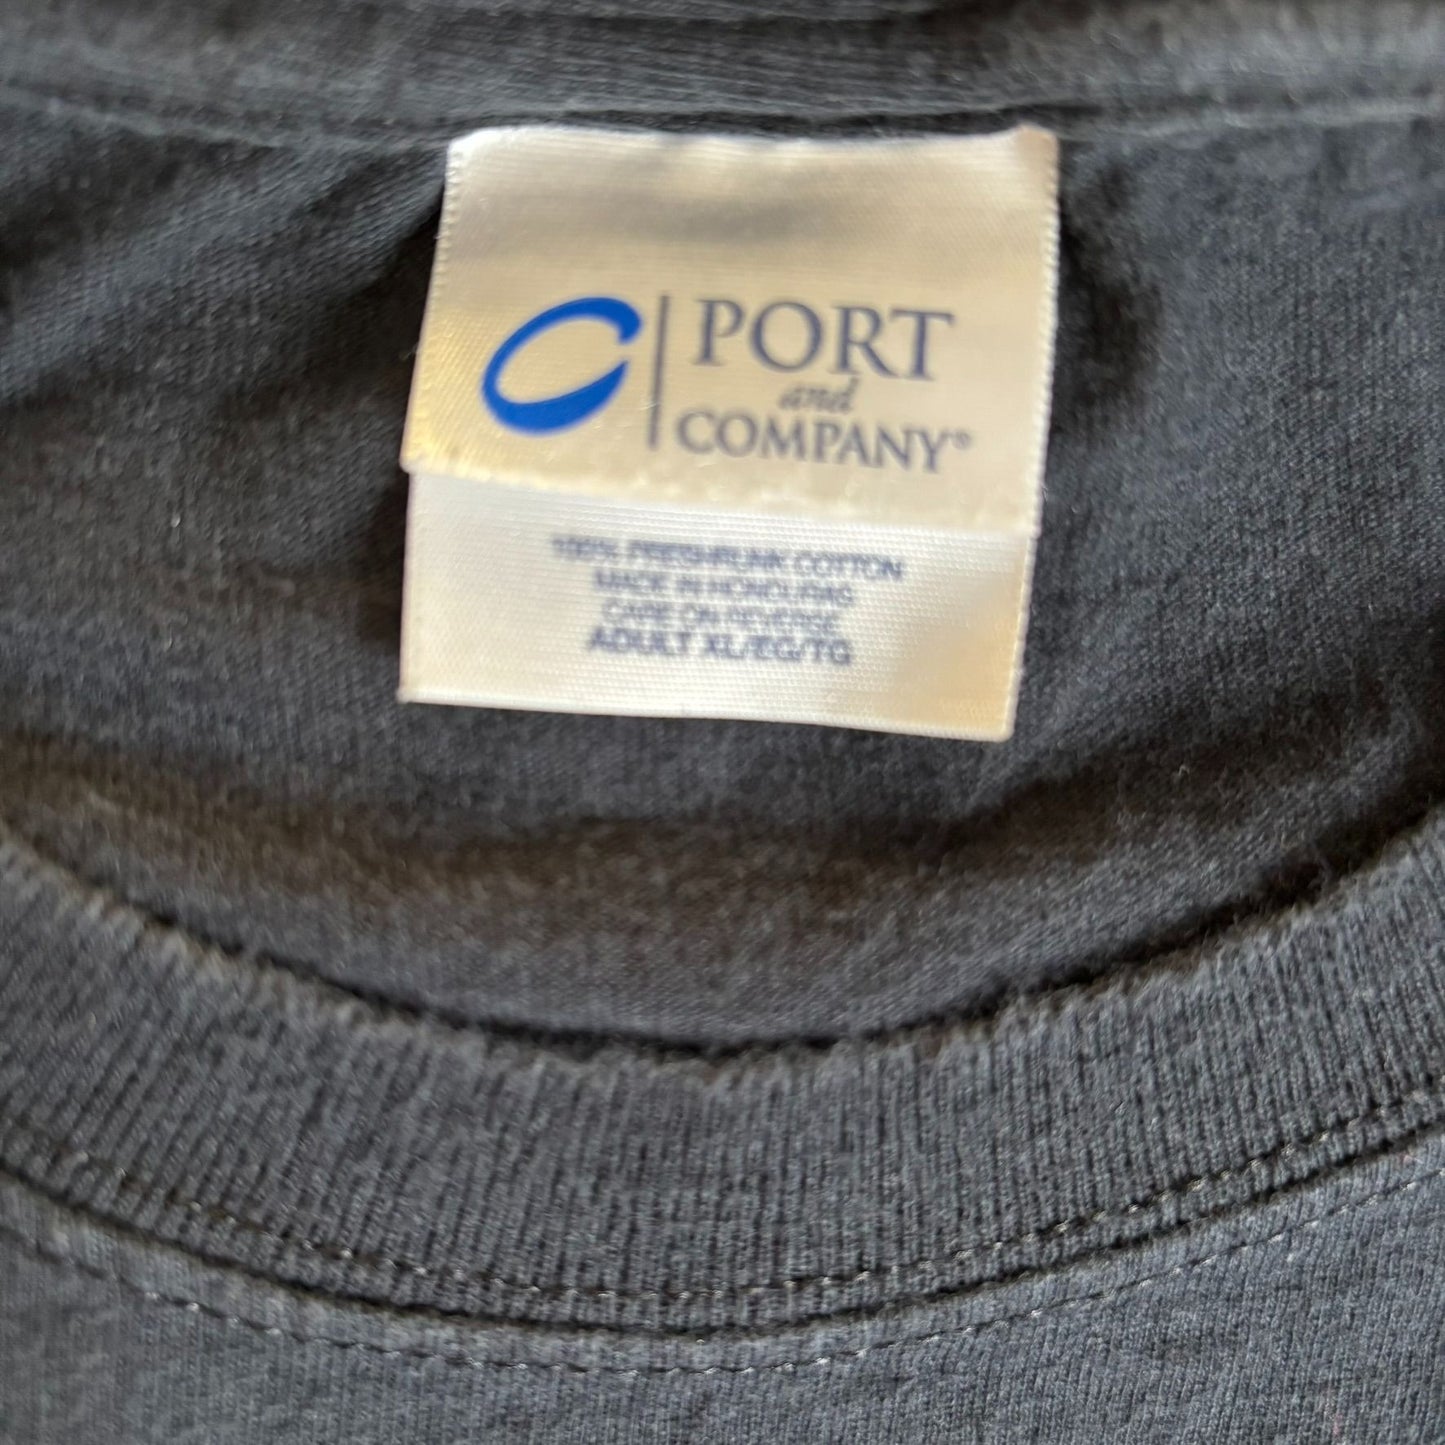 PORT
and
COMPANY®
100% PRESHRUNK COTTON
MADE IN HONDURAS
CARE ON REVERSE
ADULT XL/EG/TG